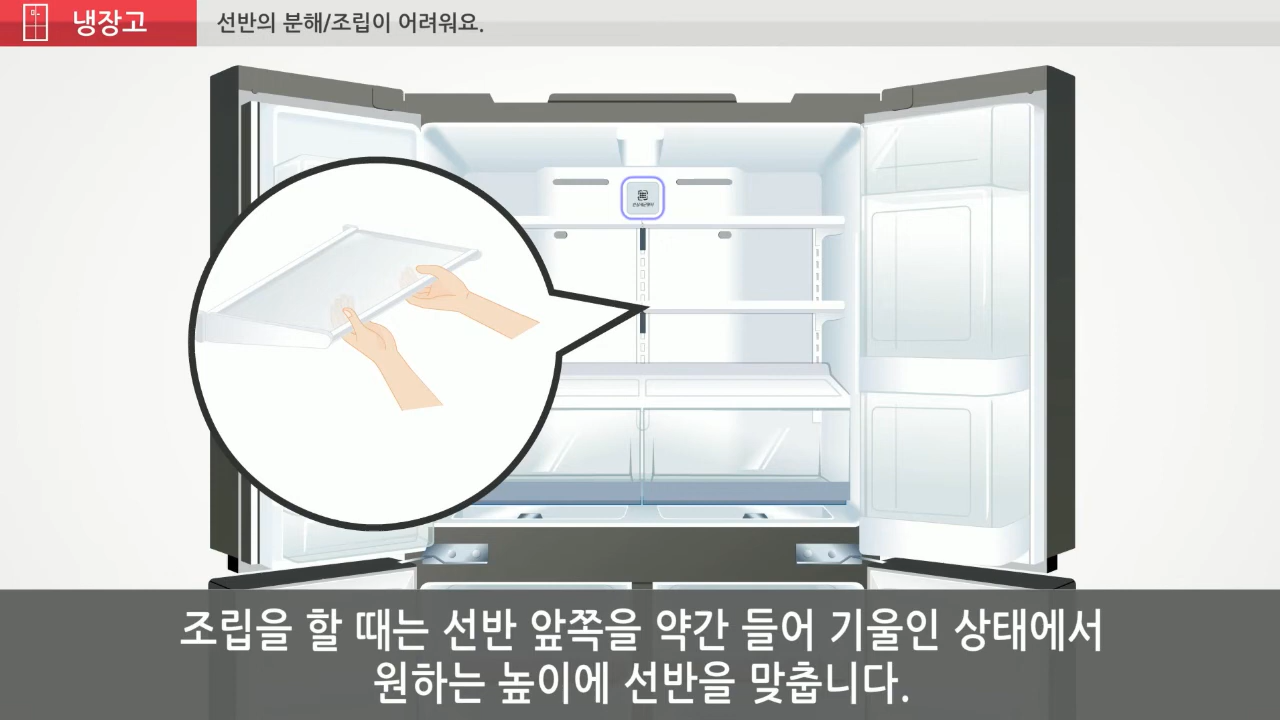 냉장고
선반의 분해/조립이 어려워요.
조립을 할 때는 선반 앞쪽을 약간 들어 기울인 상태에서
원하는 높이에 선반을 맞춥니다.